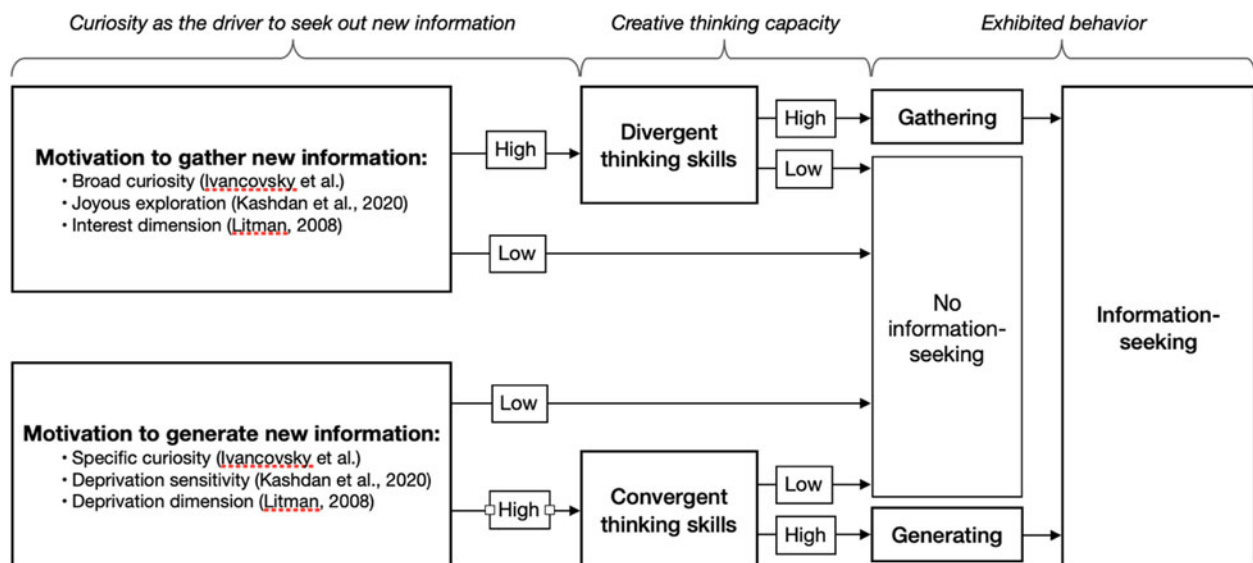 Curiosity as the driver to seek out new information
Creative thinking capacity
Exhibited behavior
Motivation to gather new information:
• Broad curiosity (Ivancovsky et al.)
• Joyous exploration (Kashdan et al., 2020)
• Interest dimension (Litman, 2008)
High
Low
Divergent
thinking skills
High
Low
Gathering
No
information-
seeking
Information-
seeking
Motivation to generate new information:
• Specific curiosity (Ivancovsky et al.)
• Deprivation sensitivity (Kashdan et al., 2020)
• Deprivation dimension (Litman, 2008)
Low
High
Convergent
thinking skills
Low
High
Generating